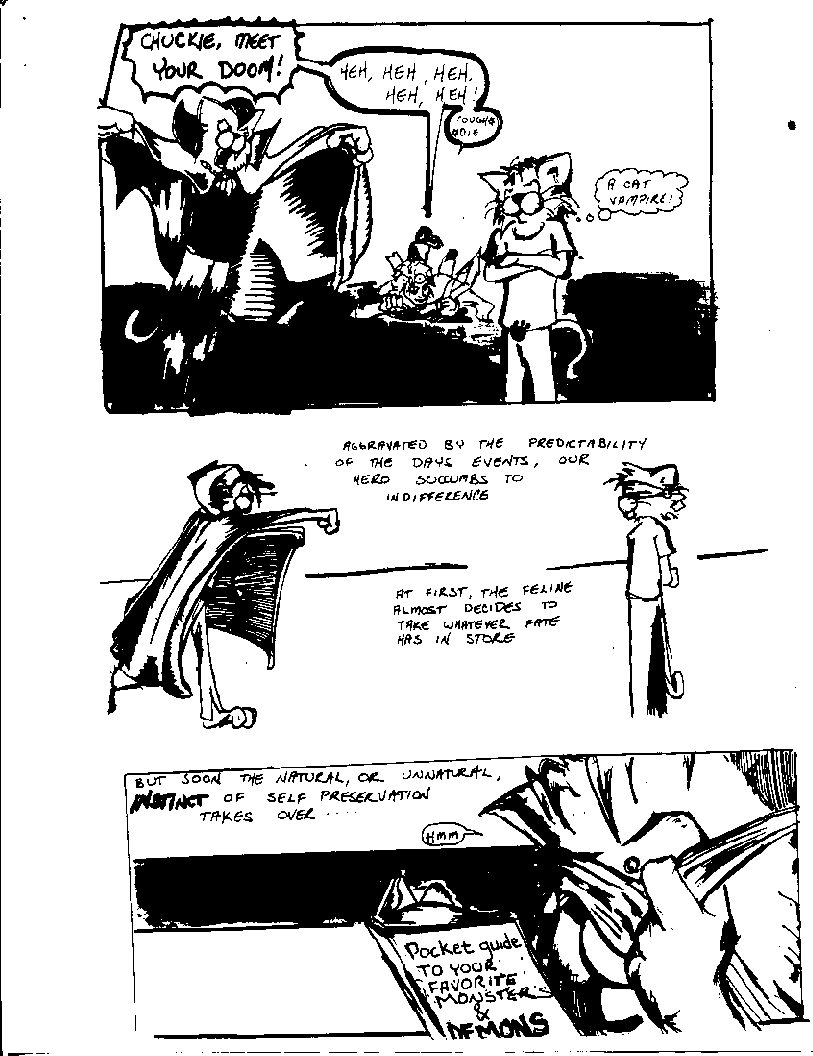 CHUCKIE, MEET
YOUR DOOM!
HEH, HEH, HEH.
HEH, HEH!
COUGH
DIE
A CAT
VAMPIRE!
AGGRAVATED BY THE PREDICTABILITY
OF THE DAYS EVENTS, OUR
HERO SUCCUMBS TO
INDIFFERENCE
AT FIRST, THE FELINE
ALMOST DECIDES TO
TAKE WHATEVER FATE
HAS IN STORE
BUT SOON THE NATURAL, OR UNNATURAL,
INSTINCT OF SELF PRESERVATION
TAKES OVER ....
HMM
Pocket guide
TO YOUR
FAVORITE
MONSTERS
&
DEMONS